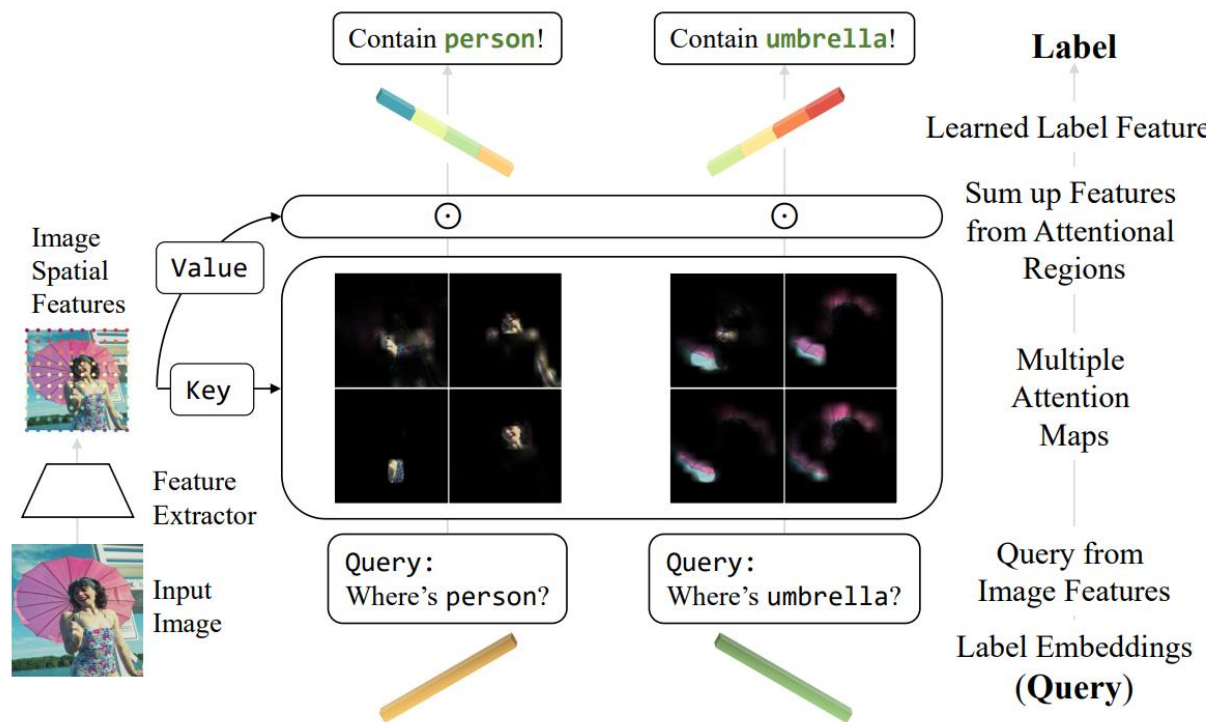 Contain person!
Contain umbrella!
Label
Learned Label Feature
Sum up Features
from Attentional
Regions
Image
Spatial
Features
Value
Key
Multiple
Attention
Maps
Feature
Extractor
Input
Image
Query:
Where's person?
Query:
Where's umbrella?
Query from
Image Features
Label Embeddings
(Query)